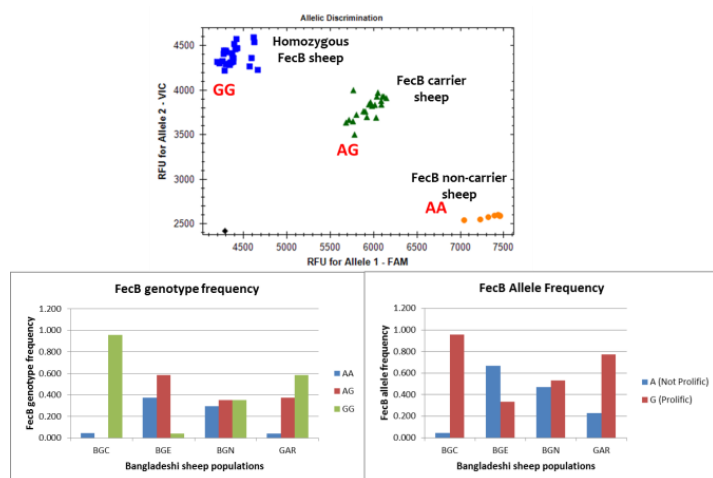 Allelic Discrimination
RFU for Allele 2 - VIC
4500
4000
3500
3000
2500
Homozygous
FecB sheep
GG
FecB carrier
sheep
AG
FecB non-carrier
sheep
AA
4500 5000 5500 6000 6500 7000 7500
RFU for Allele 1 - FAM
FecB genotype frequency
FecB genotype frequency
1.200
1.000
0.800
0.600
0.400
0.200
0.000
BGC BGE BGN GAR
Bangladeshi sheep populations
AA
AG
GG
FecB Allele Frequency
FecB allele frequency
1.200
1.000
0.800
0.600
0.400
0.200
0.000
BGC BGE BGN GAR
Bangladeshi sheep populations
A (Not Prolific)
G (Prolific)